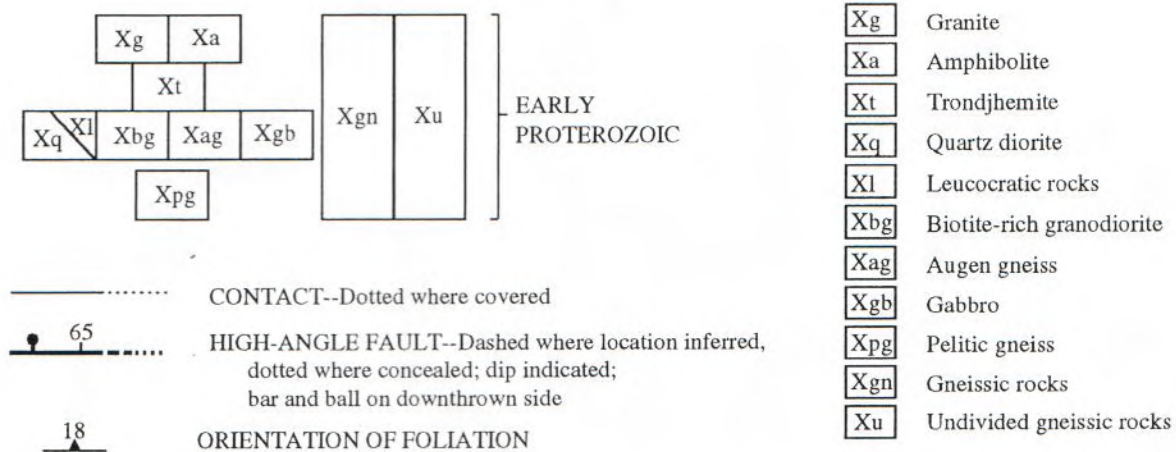 Xg Xa
Xt
Xq Xl Xbg Xag Xgb
Xpg
Xgn Xu
EARLY
PROTEROZOIC
CONTACT--Dotted where covered
65
HIGH-ANGLE FAULT--Dashed where location inferred,
dotted where concealed; dip indicated;
bar and ball on downthrown side
18
ORIENTATION OF FOLIATION
Xg Granite
Xa Amphibolite
Xt Trondjhemite
Xq Quartz diorite
Xl Leucocratic rocks
Xbg Biotite-rich granodiorite
Xag Augen gneiss
Xgb Gabbro
Xpg Pelitic gneiss
Xgn Gneissic rocks
Xu Undivided gneissic rocks